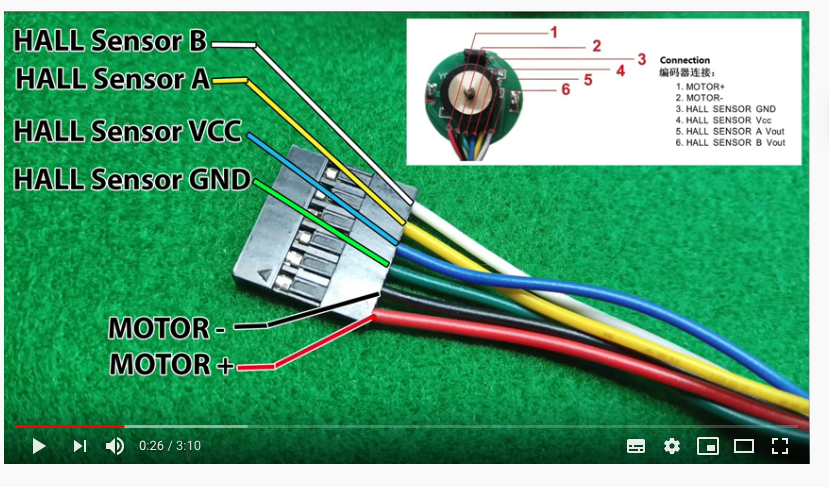 HALL Sensor B
HALL Sensor A
HALL Sensor VCC
HALL Sensor GND
MOTOR -
MOTOR +
1
2
3
4
5
6
Connection
编码器连接:
1. MOTOR+
2. MOTOR-
3. HALL SENSOR GND
4. HALL SENSOR Vcc
5. HALL SENSOR A Vout
6. HALL SENSOR B Vout
0:26 / 3:10